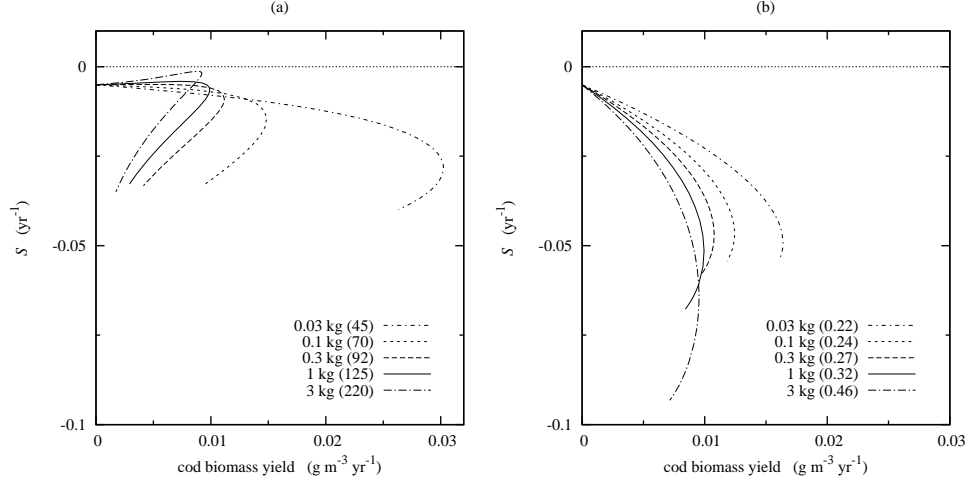 (a)
0
-0.05
-0.1
S (yr⁻¹)
0.03 kg (45)
0.1 kg (70)
0.3 kg (92)
1 kg (125)
3 kg (220)
0 0.01 0.02 0.03
cod biomass yield (g m⁻³ yr⁻¹)
(b)
0
-0.05
-0.1
S (yr⁻¹)
0.03 kg (0.22)
0.1 kg (0.24)
0.3 kg (0.27)
1 kg (0.32)
3 kg (0.46)
0 0.01 0.02 0.03
cod biomass yield (g m⁻³ yr⁻¹)